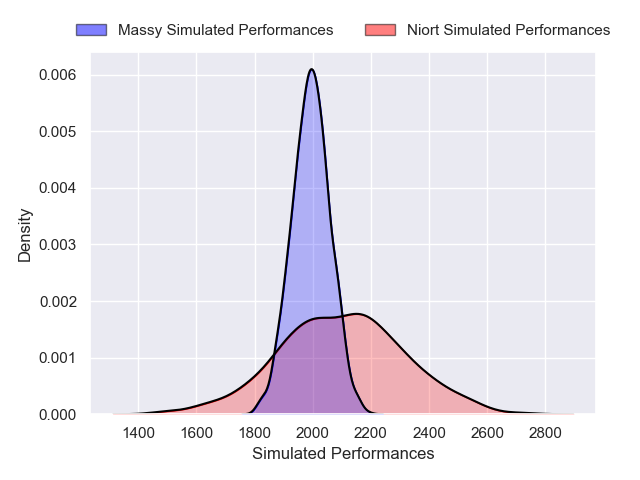 Massy Simulated Performances
Niort Simulated Performances
0.006
0.005
0.004
0.003
0.002
0.001
0.000
Density
1400 1600 1800 2000 2200 2400 2600 2800
Simulated Performances